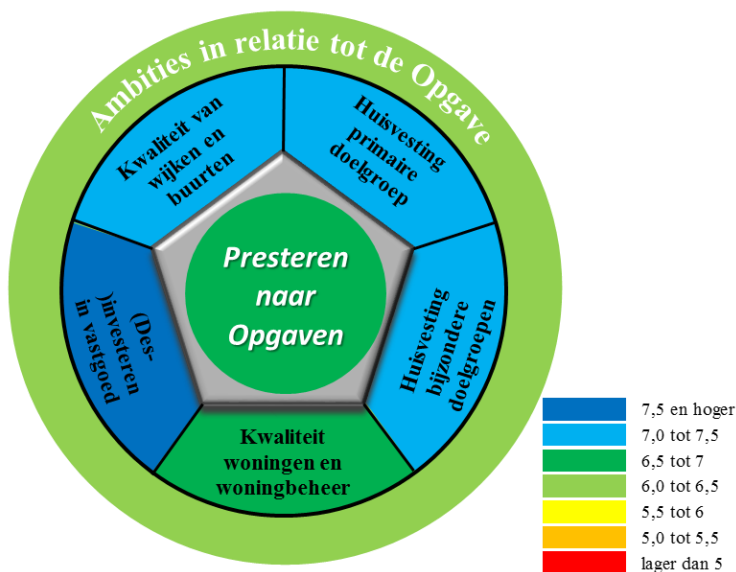 Ambities in relatie tot de Opgave
Kwaliteit van
wijken en
buurten
Huisvesting
primaire
doelgroep
(Des-
)investeren
in vastgoed
Presteren
naar
Opgaven
Huisvesting
bijzondere
doelgroepen
Kwaliteit
woningen en
woningbeheer
7,5 en hoger
7,0 tot 7,5
6,5 tot 7
6,0 tot 6,5
5,5 tot 6
5,0 tot 5,5
lager dan 5